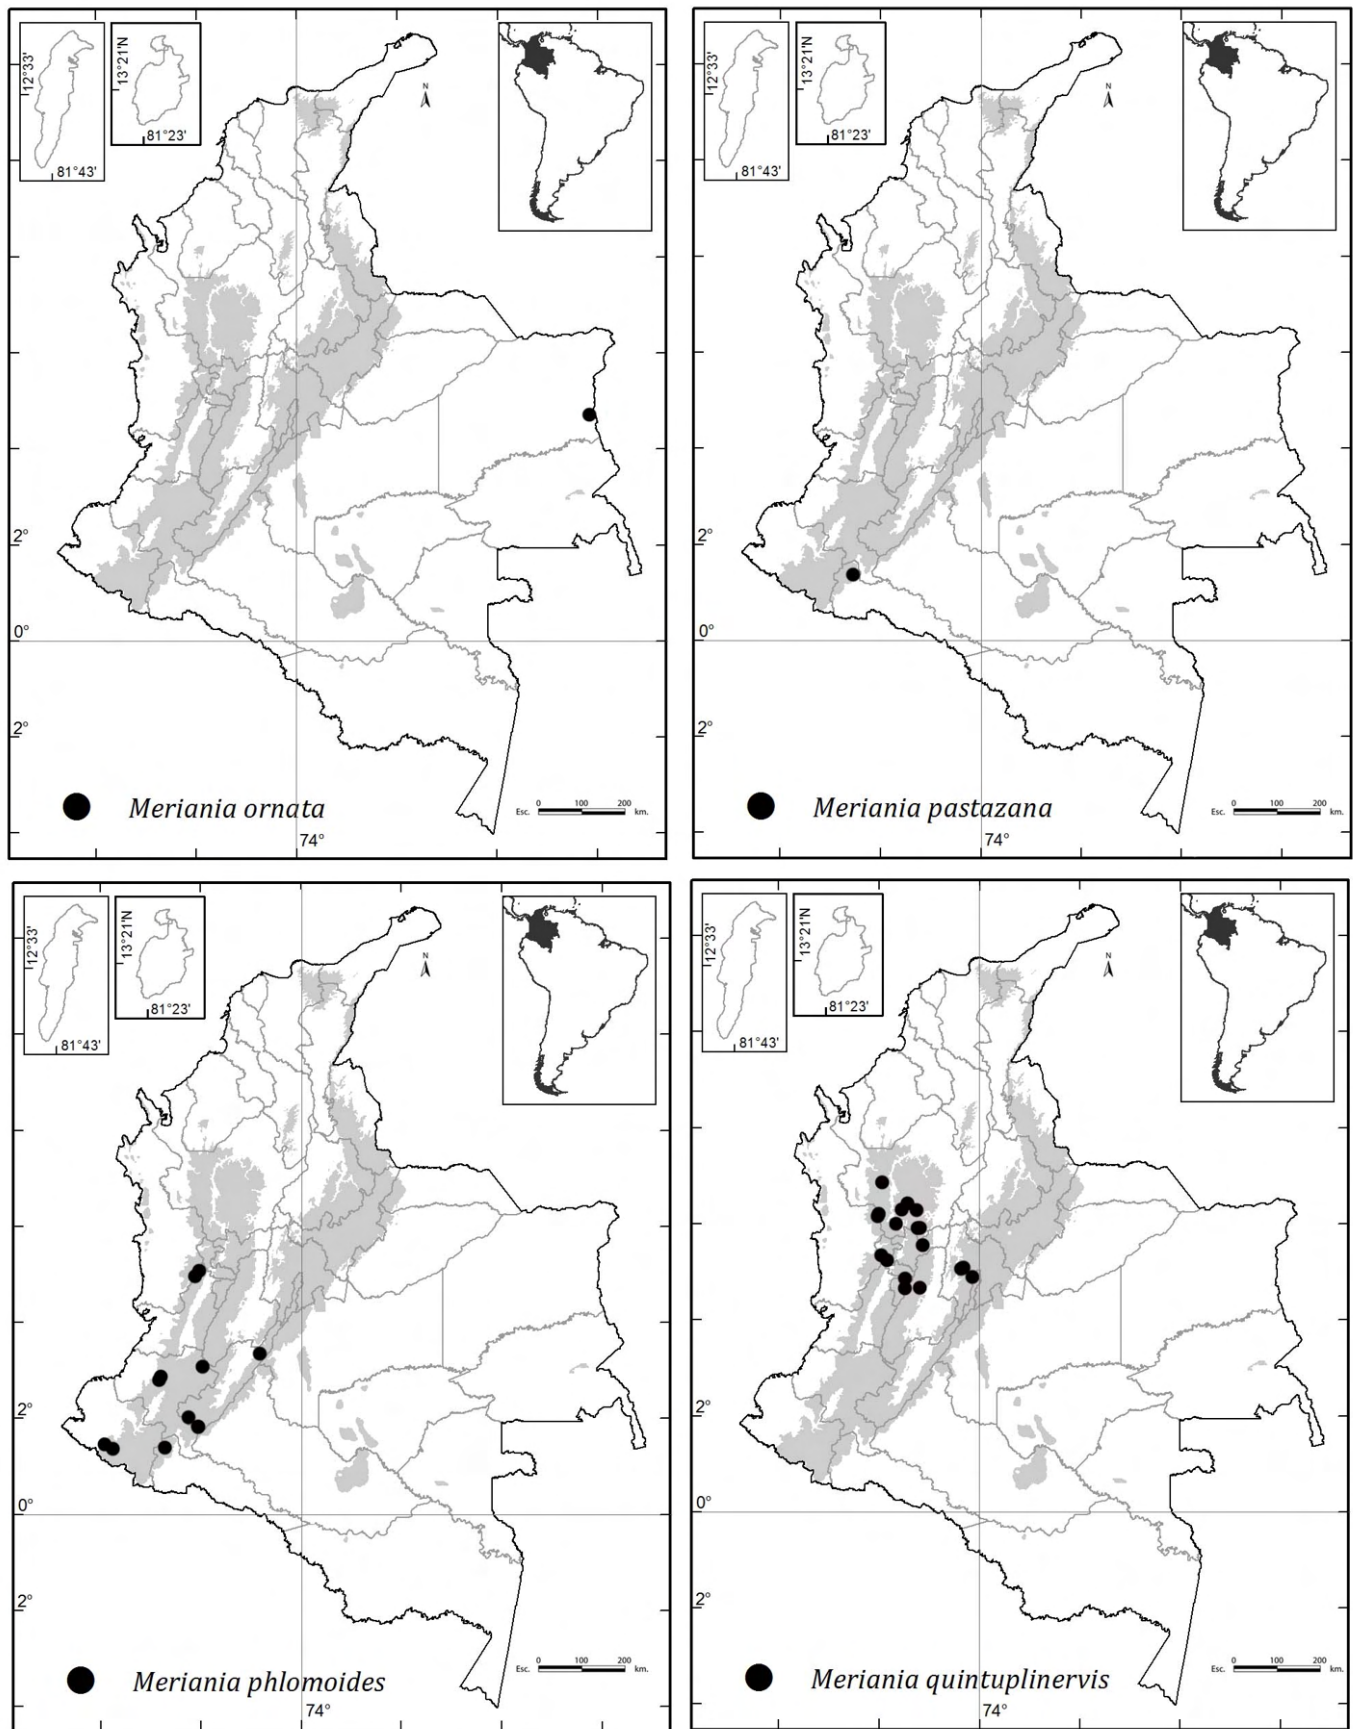 12°33'
81°43'
13°21'N
81°23'
N
2°
0°
2°
Meriania ornata
Esc. 0 100 200 km.
74°
12°33'
81°43'
13°21'N
81°23'
N
2°
0°
2°
Meriania pastazana
Esc. 0 100 200 km.
74°
12°33'
81°43'
13°21'N
81°23'
N
2°
0°
2°
Meriania phlomoides
Esc. 0 100 200 km.
74°
12°33'
81°43'
13°21'N
81°23'
N
2°
0°
2°
Meriania quintuplinervis
Esc. 0 100 200 km.
74°